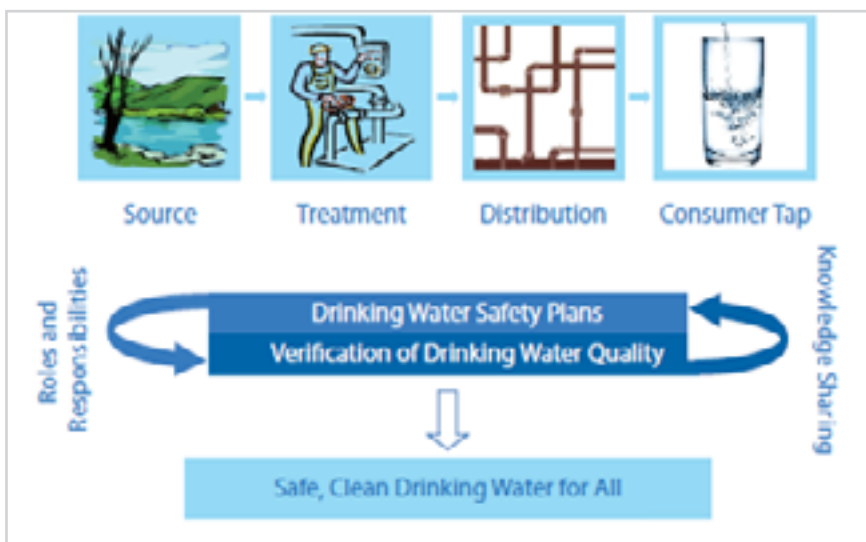 Source
Treatment
Distribution
Consumer Tap
Roles and
Responsibilities
Drinking Water Safety Plans
Verification of Drinking Water Quality
Knowledge Sharing
Safe, Clean Drinking Water for All